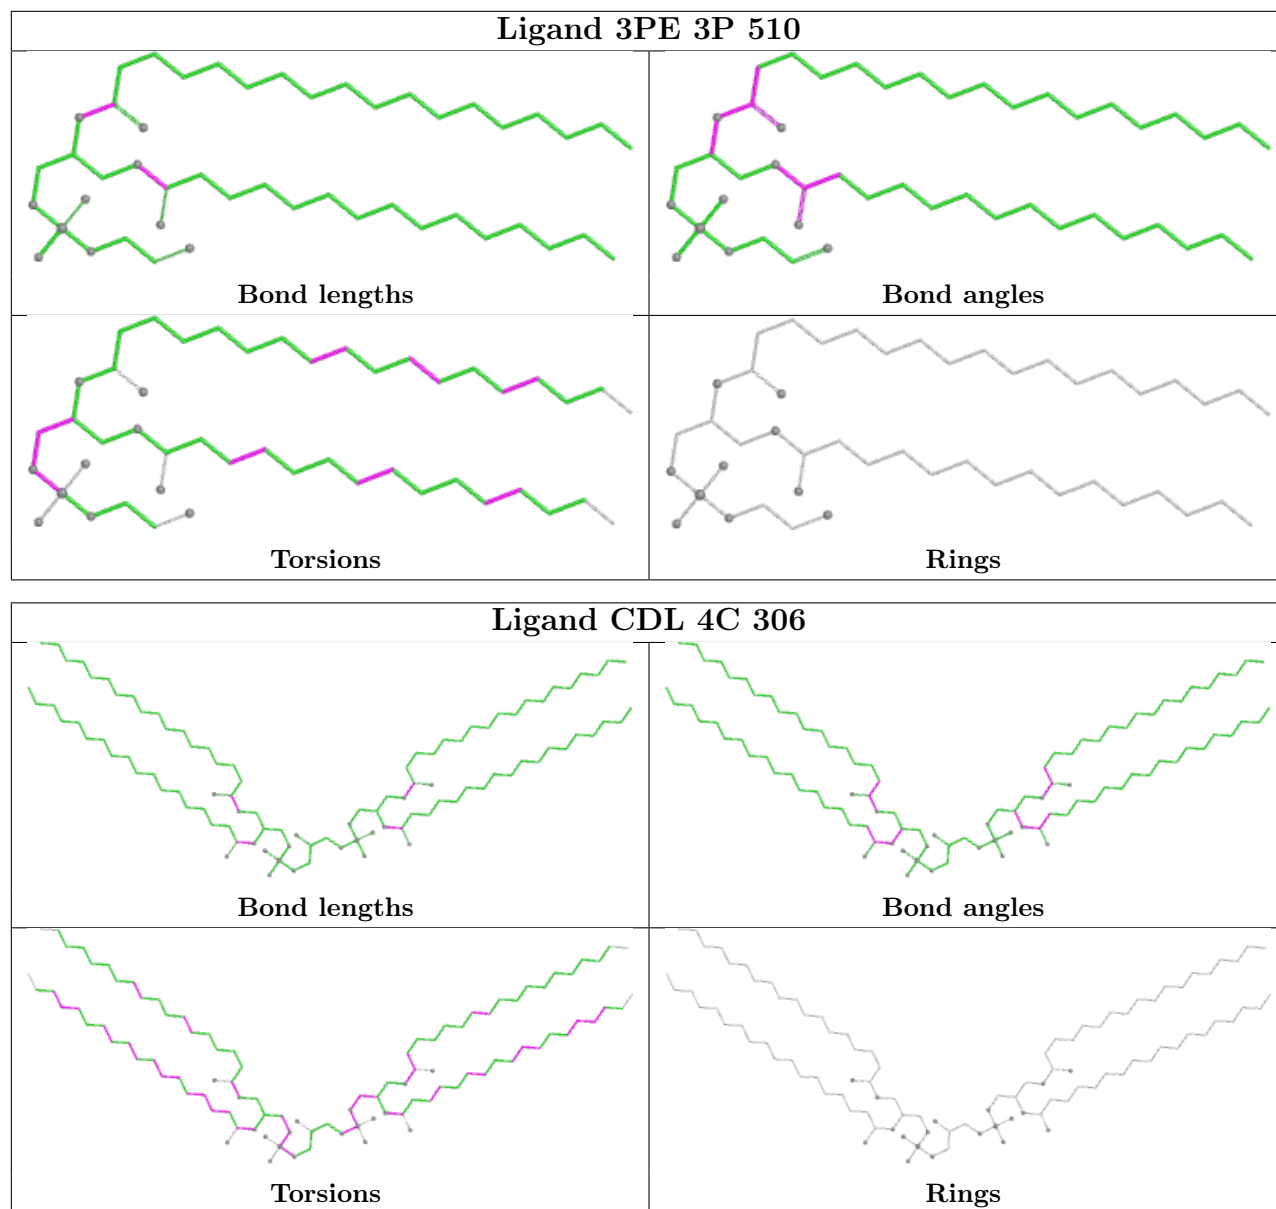 Ligand 3PE 3P 510
Bond lengths
Bond angles
Torsions
Rings
Ligand CDL 4C 306
Bond lengths
Bond angles
Torsions
Rings